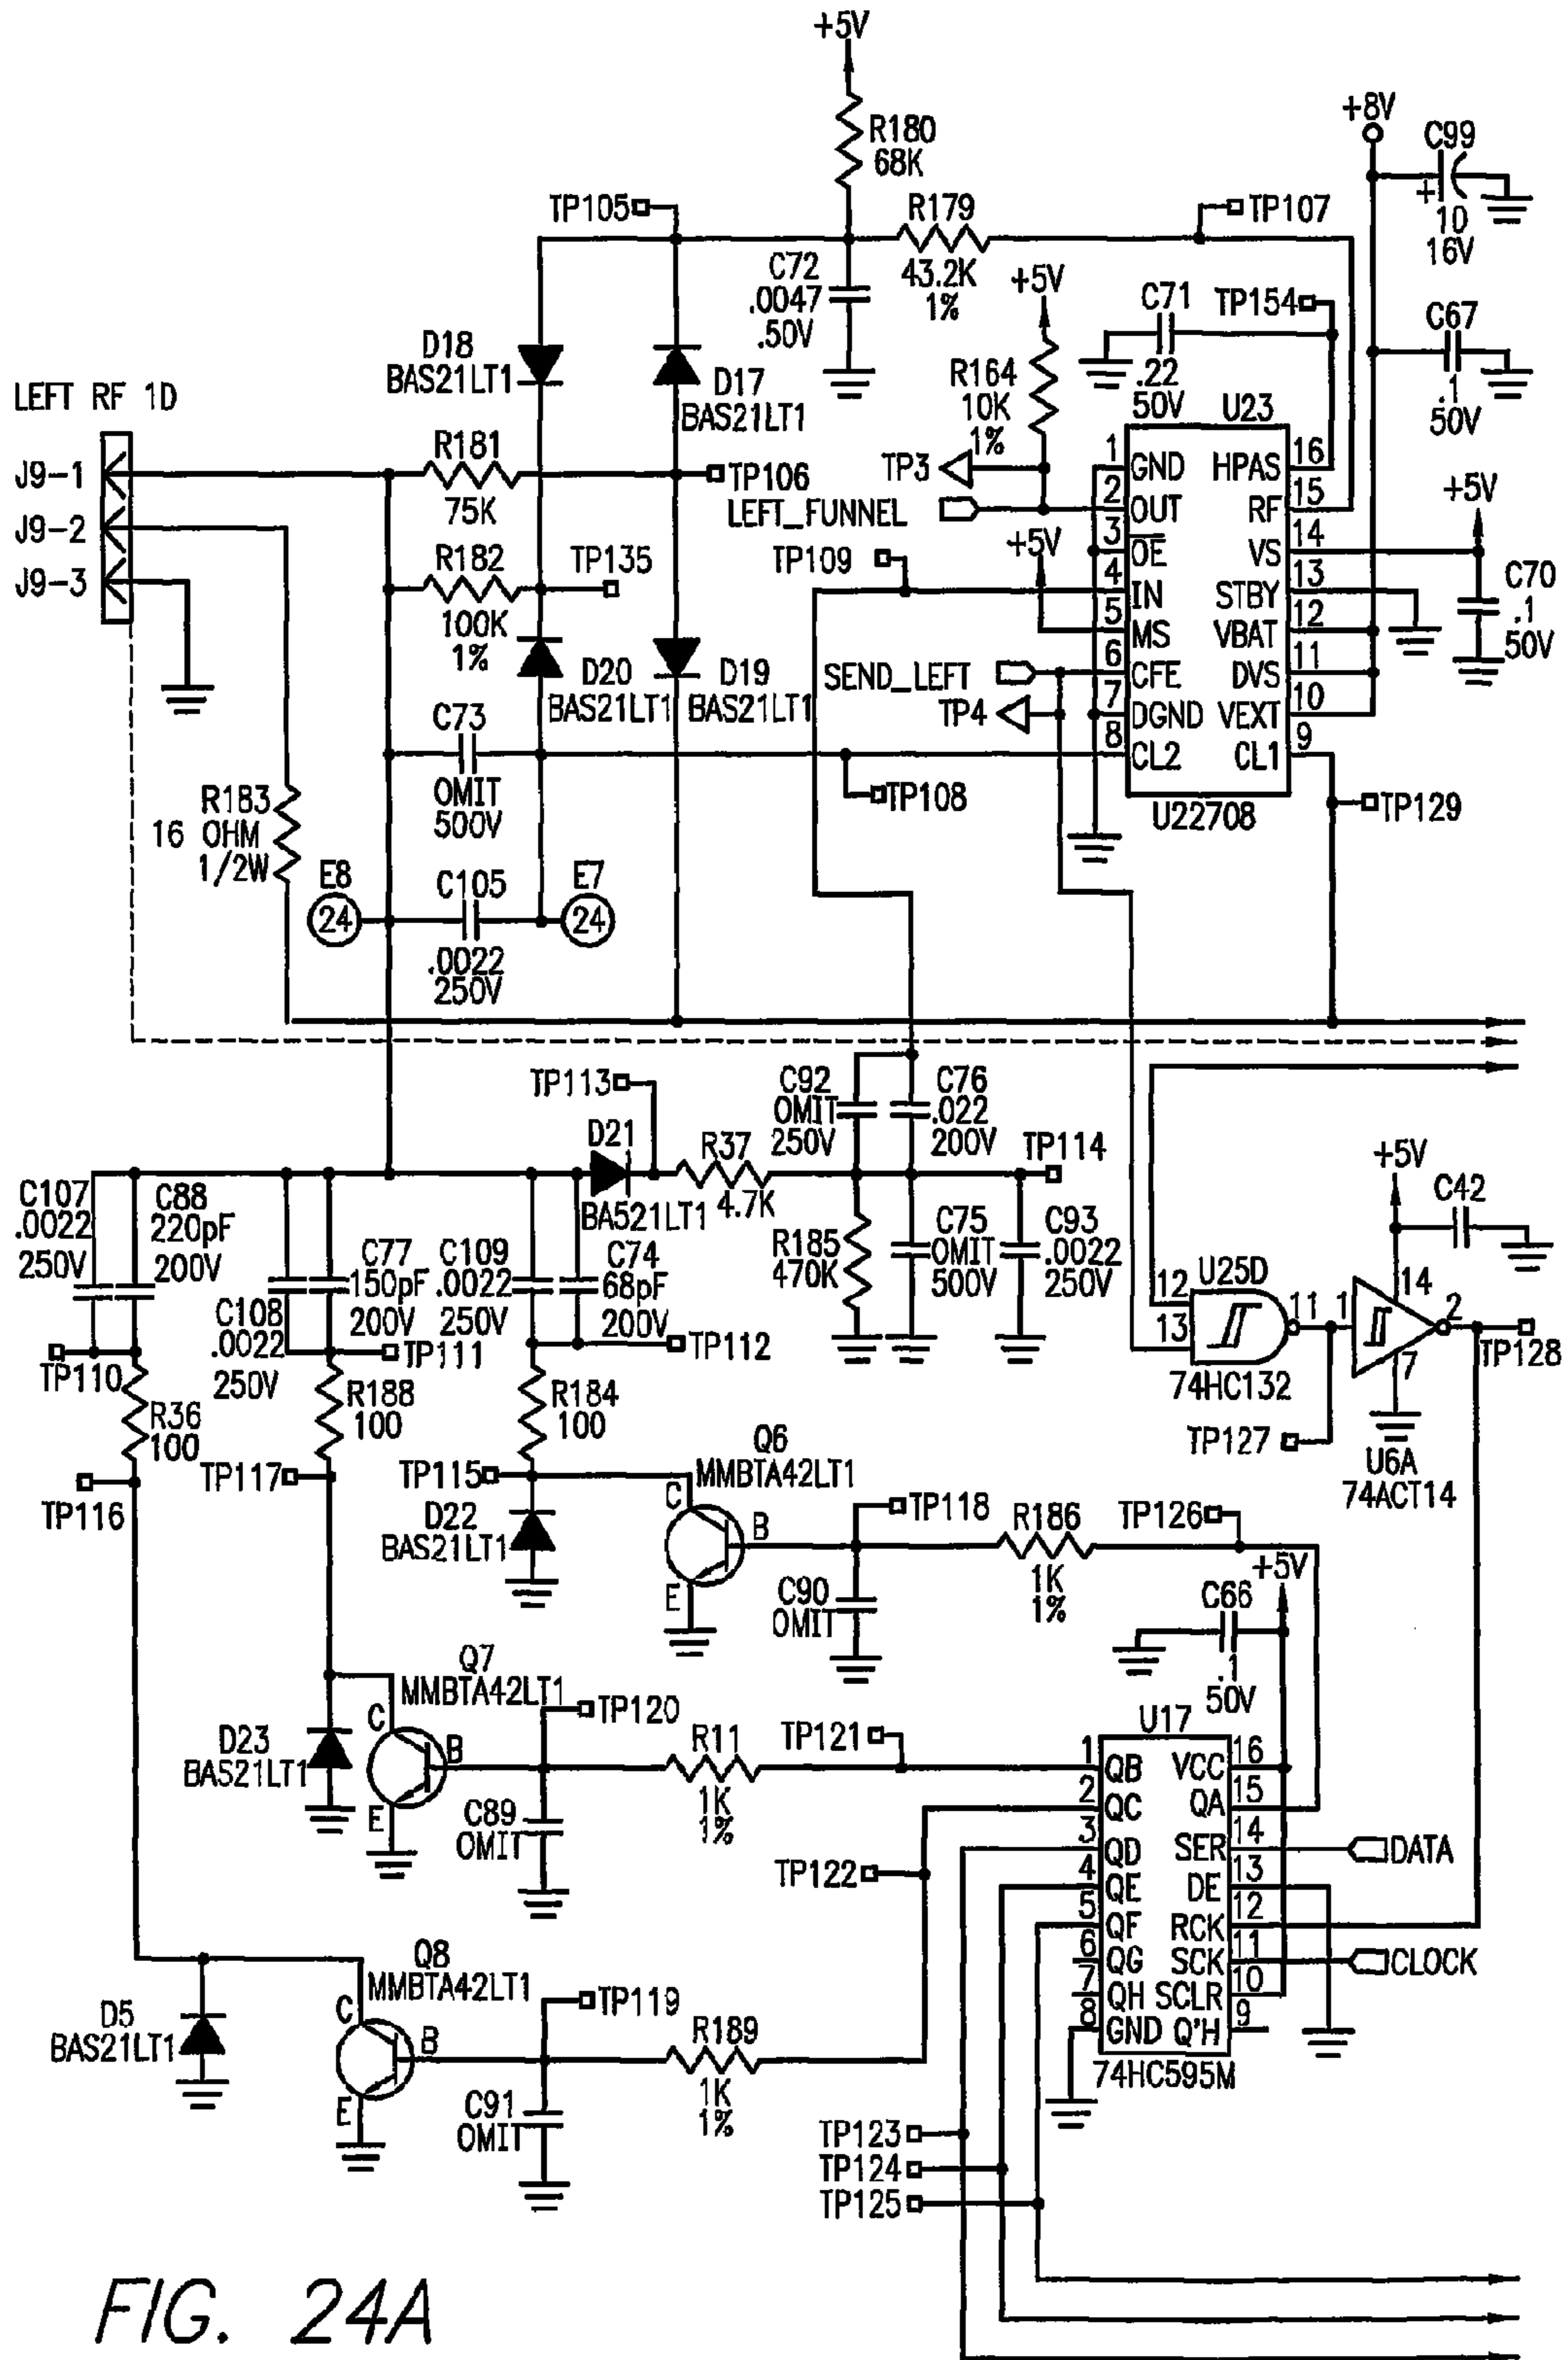 +5V
R180
68K
+8V
C99
+
10
16V
TP105
R179
43.2K
1%
TP107
C72
.0047
.50V
+5V
C71
.22
50V
TP154
C67
.1
50V
D18
BAS21LT1
D17
BAS21LT1
R164
10K
1%
U23
LEFT RF 1D
J9-1
J9-2
J9-3
R181
75K
TP106
TP3
LEFT_FUNNEL
1 GND HPAS 16
2 OUT RF 15
3 OE VS 14
4 IN STBY 13
5 MS VBAT 12
6 CFE DVS 11
7 DGND VEXT 10
8 CL2 CL1 9
U22708
+5V
C70
.1
50V
R182
100K
1%
TP135
TP109
+5V
D20
BAS21LT1
D19
BAS21LT1
SEND_LEFT
TP4
C73
OMIT
500V
TP108
TP129
R183
16 OHM
1/2W
E8
24
C105
.0022
250V
E7
24
TP113
C92
OMIT
250V
C76
.022
200V
D21
BA521LT1
R37
4.7K
TP114
C107
.0022
250V
C88
220pF
200V
C77
150pF
200V
C108
.0022
250V
C109
.0022
250V
C74
68pF
200V
R185
470K
C75
OMIT
500V
C93
.0022
250V
+5V
C42
12
13
U25D
11
74HC132
1
14
2
7
TP128
TP127
U6A
74ACT14
TP110
TP111
TP112
R36
100
R188
100
R184
100
TP116
TP117
TP115
D22
BAS21LT1
Q6
MMBTA42LT1
C
B
E
TP118
R186
1K
1%
TP126
C90
OMIT
+5V
C66
.1
50V
Q7
MMBTA42LT1
C
B
E
D23
BAS21LT1
TP120
R11
1K
1%
TP121
C89
OMIT
U17
1 QB VCC 16
2 QC QA 15
3 QD SER 14
4 QE DE 13
5 QF RCK 12
6 QG SCK 11
7 QH SCLR 10
8 GND Q'H 9
74HC595M
DATA
CLOCK
TP122
Q8
MMBTA42LT1
C
B
E
D5
BAS21LT1
TP119
R189
1K
1%
C91
OMIT
TP123
TP124
TP125
FIG. 24A